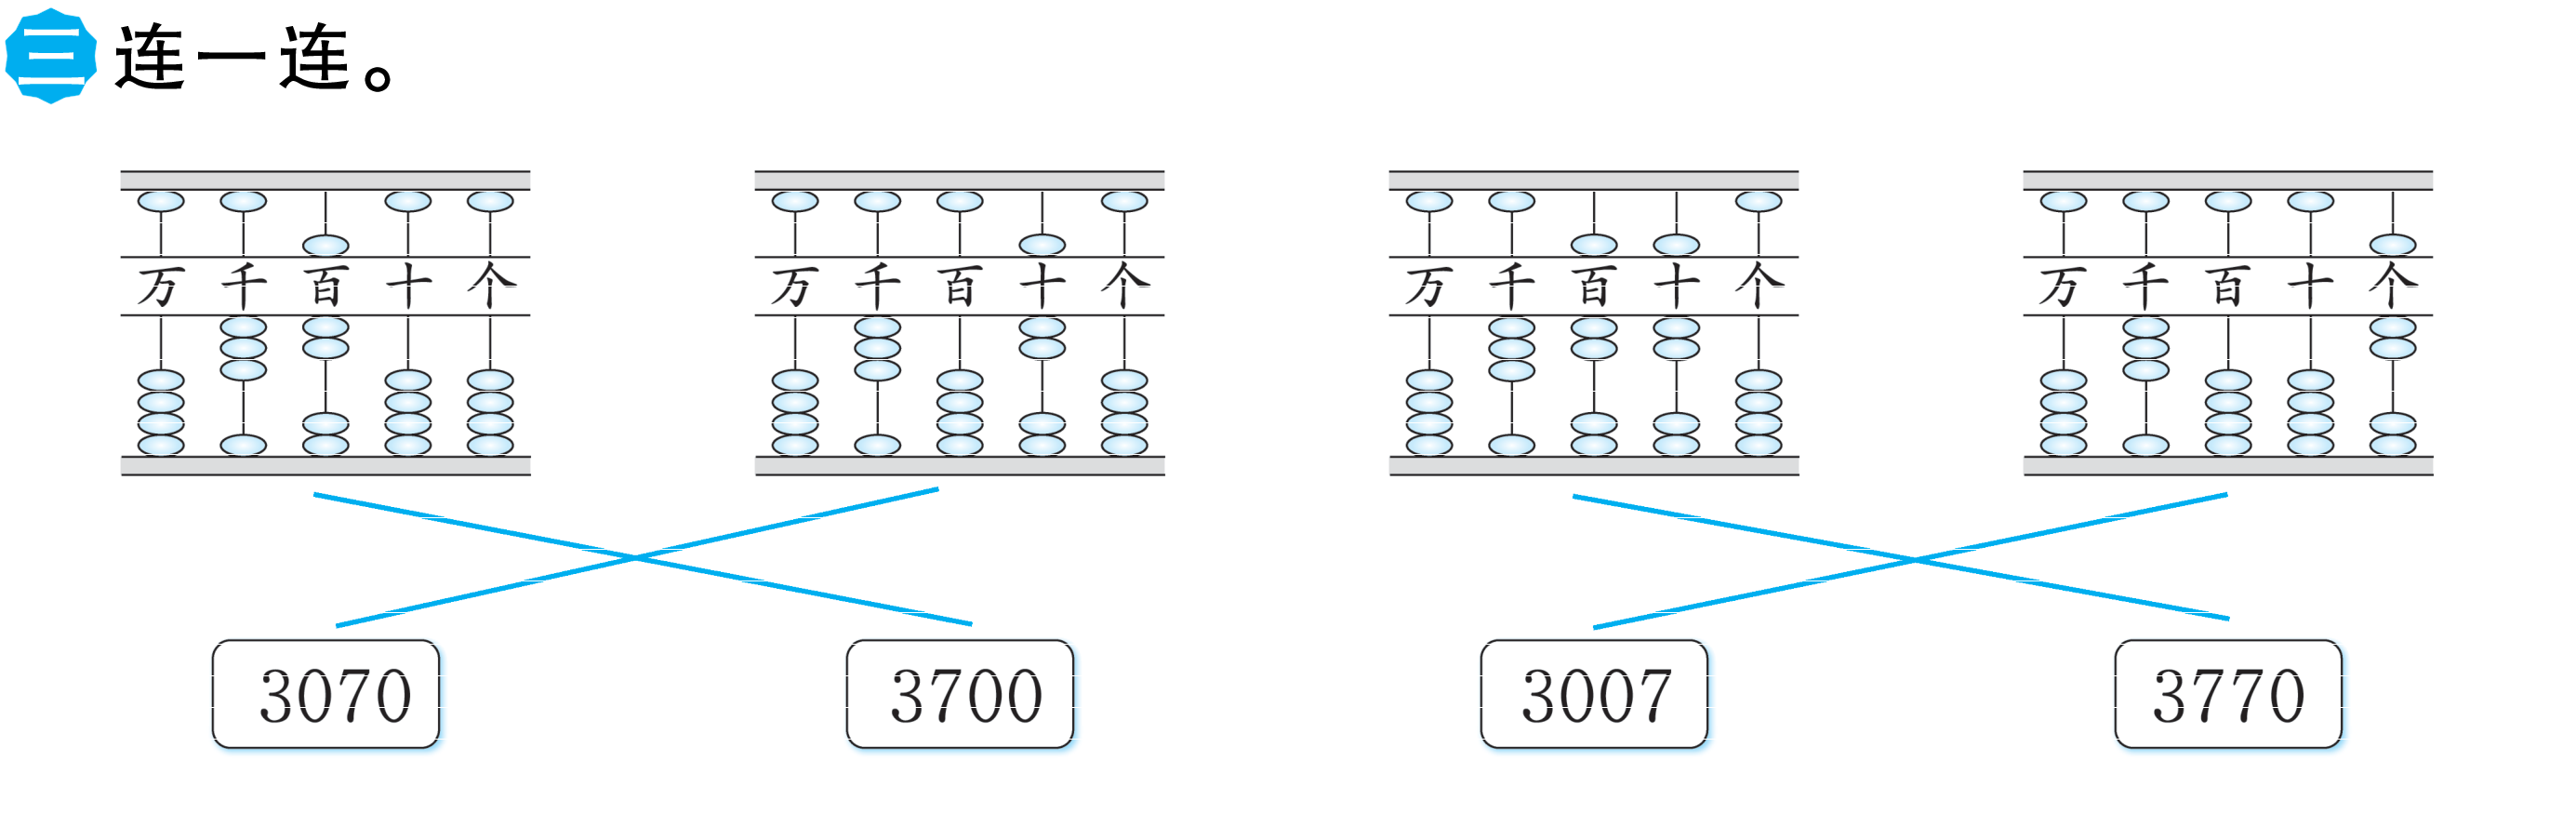 三 连一连。
万 千 百 十 个 万 千 百 十 个 万 千 百 十 个 万 千 百 十 个
3070 3700 3007 3770